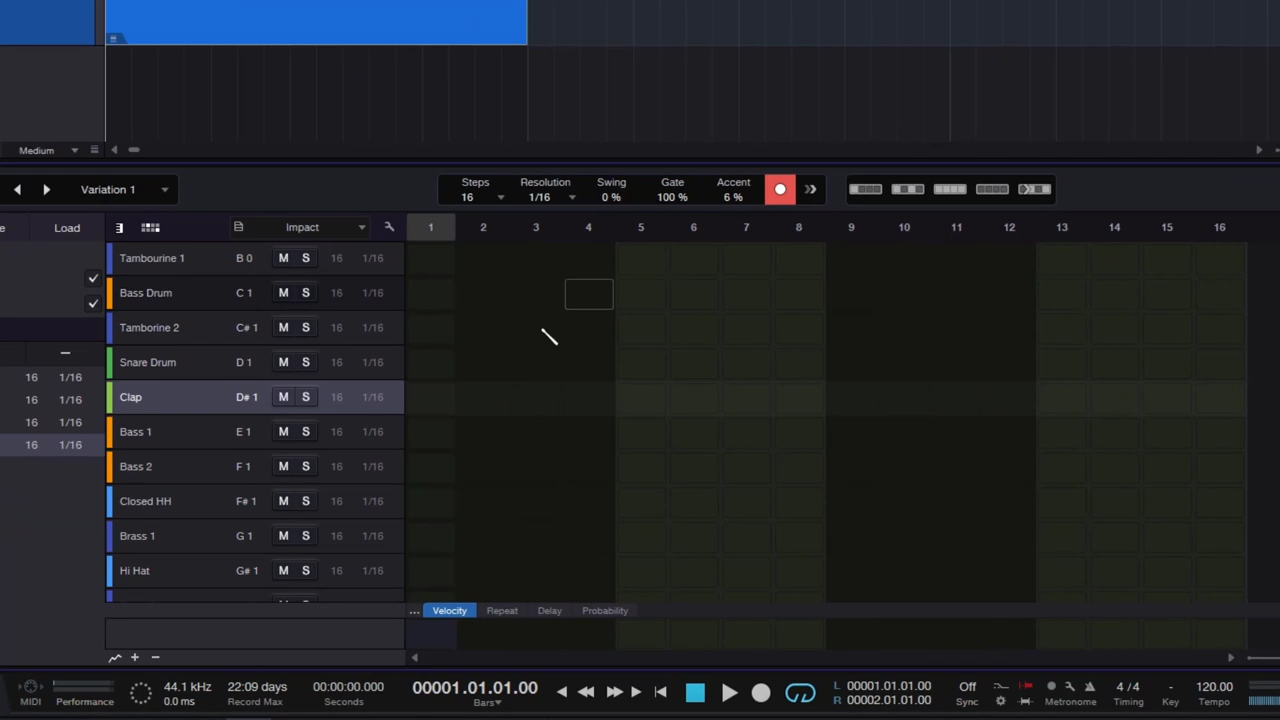 Medium
Variation 1
Steps Resolution Swing Gate Accent
16 1/16 0 % 100 % 6 %
e Load Impact 1 2 3 4 5 6 7 8 9 10 11 12 13 14 15 16
Tambourine 1 B 0 M S 16 1/16
Bass Drum C 1 M S 16 1/16
Tamborine 2 C# 1 M S 16 1/16
Snare Drum D 1 M S 16 1/16
16 1/16
Clap D# 1 M S 16 1/16
16 1/16
16 1/16
Bass 1 E 1 M S 16 1/16
16 1/16
Bass 2 F 1 M S 16 1/16
Closed HH F# 1 M S 16 1/16
Brass 1 G 1 M S 16 1/16
Hi Hat G# 1 M S 16 1/16
... Velocity Repeat Delay Probability
44.1 kHz 22:09 days 00:00:00.000 00001.01.01.00 L 00001.01.01.00 Off 4 / 4 - 120.00
MIDI Performance 0.0 ms Record Max Seconds Bars R 00002.01.01.00 Sync Metronome Timing Key Tempo